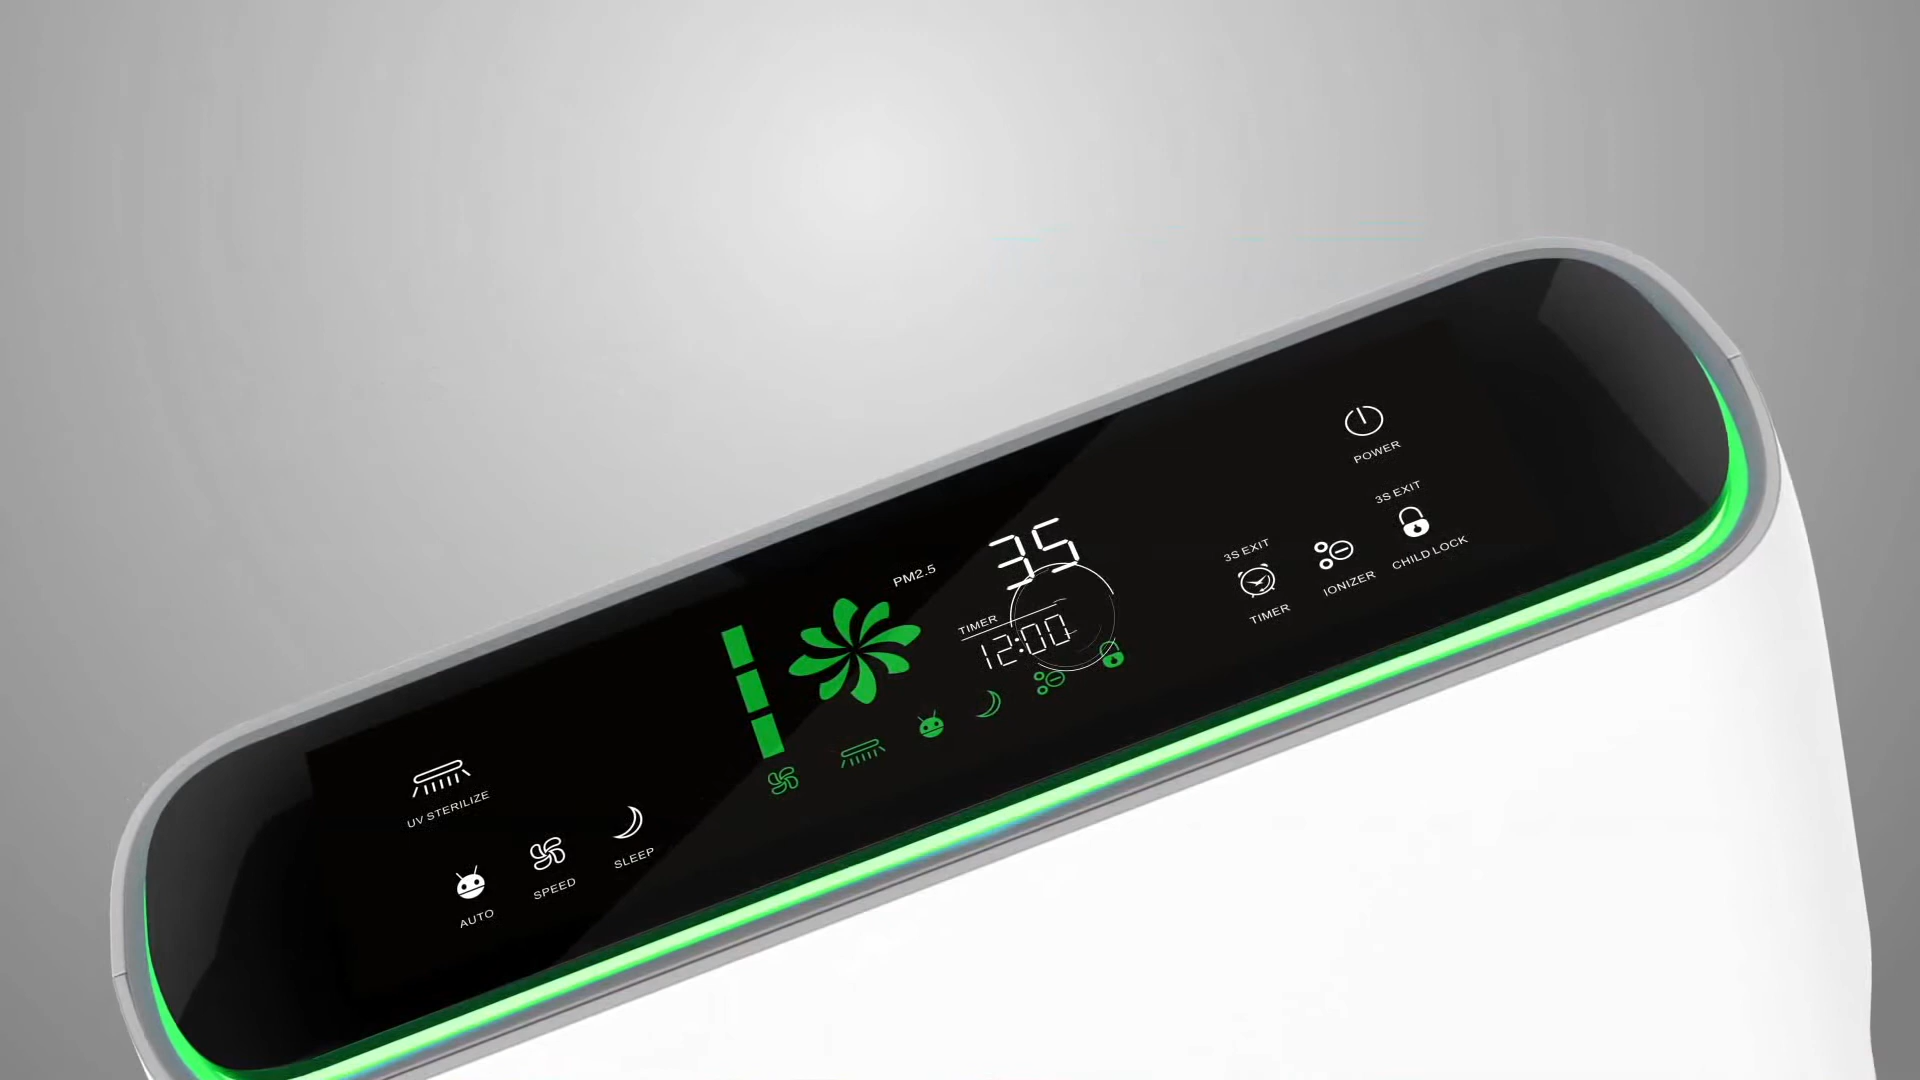 UV STERILIZE
AUTO
SPEED
SLEEP
PM2.5
35
TIMER
12:00
POWER
3S EXIT
TIMER
IONIZER
3S EXIT
CHILD LOCK